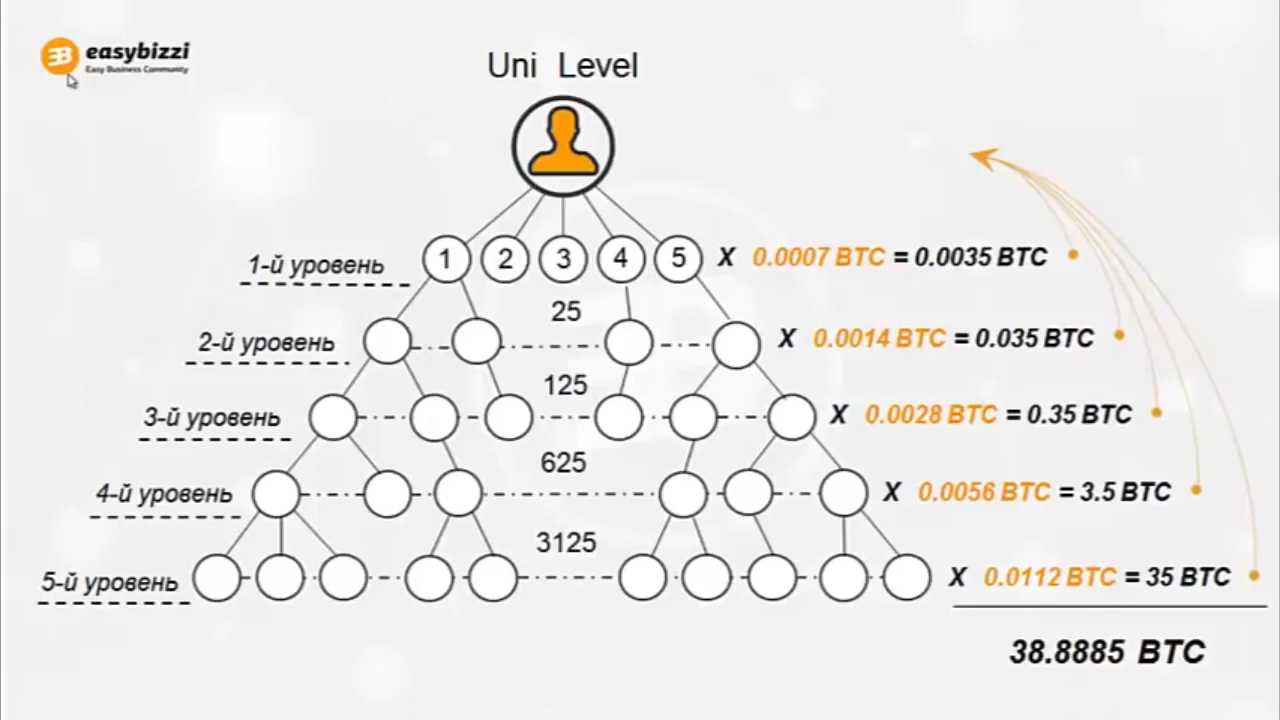 easybizzi
Easy Business Community
Uni Level
1-й уровень 1 2 3 4 5 X 0.0007 BTC = 0.0035 BTC
25
2-й уровень X 0.0014 BTC = 0.035 BTC
125
3-й уровень X 0.0028 BTC = 0.35 BTC
625
4-й уровень X 0.0056 BTC = 3.5 BTC
3125
5-й уровень X 0.0112 BTC = 35 BTC
38.8885 BTC